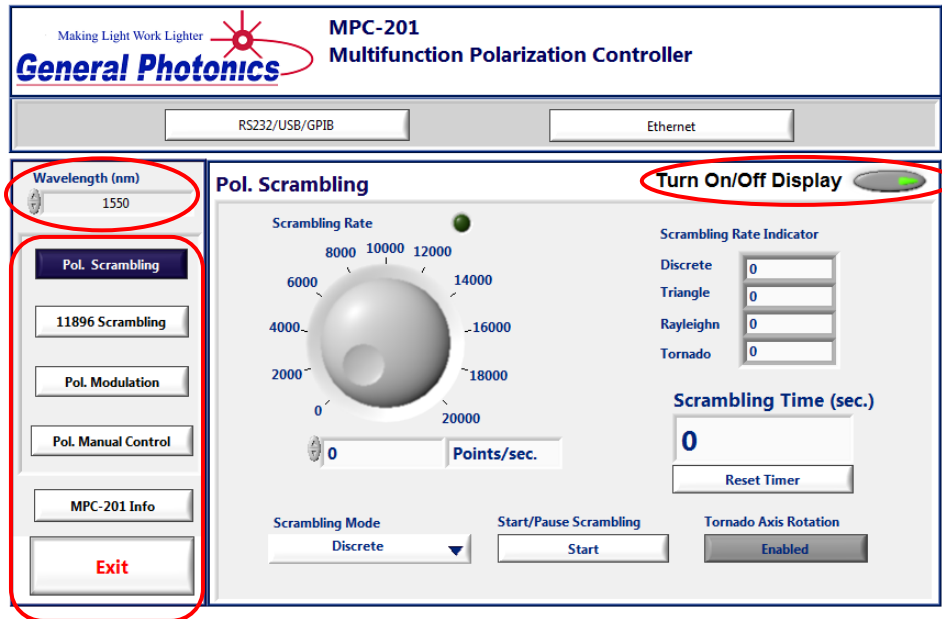 Making Light Work Lighter
General Photonics
MPC-201
Multifunction Polarization Controller
RS232/USB/GPIB
Ethernet
Wavelength (nm)
1550
Pol. Scrambling
11896 Scrambling
Pol. Modulation
Pol. Manual Control
MPC-201 Info
Exit
Pol. Scrambling
Turn On/Off Display
Scrambling Rate
0
2000
4000
6000
8000
10000
12000
14000
16000
18000
20000
0
Points/sec.
Scrambling Rate Indicator
Discrete 0
Triangle 0
Rayleighn 0
Tornado 0
Scrambling Time (sec.)
0
Reset Timer
Scrambling Mode
Discrete
Start/Pause Scrambling
Start
Tornado Axis Rotation
Enabled